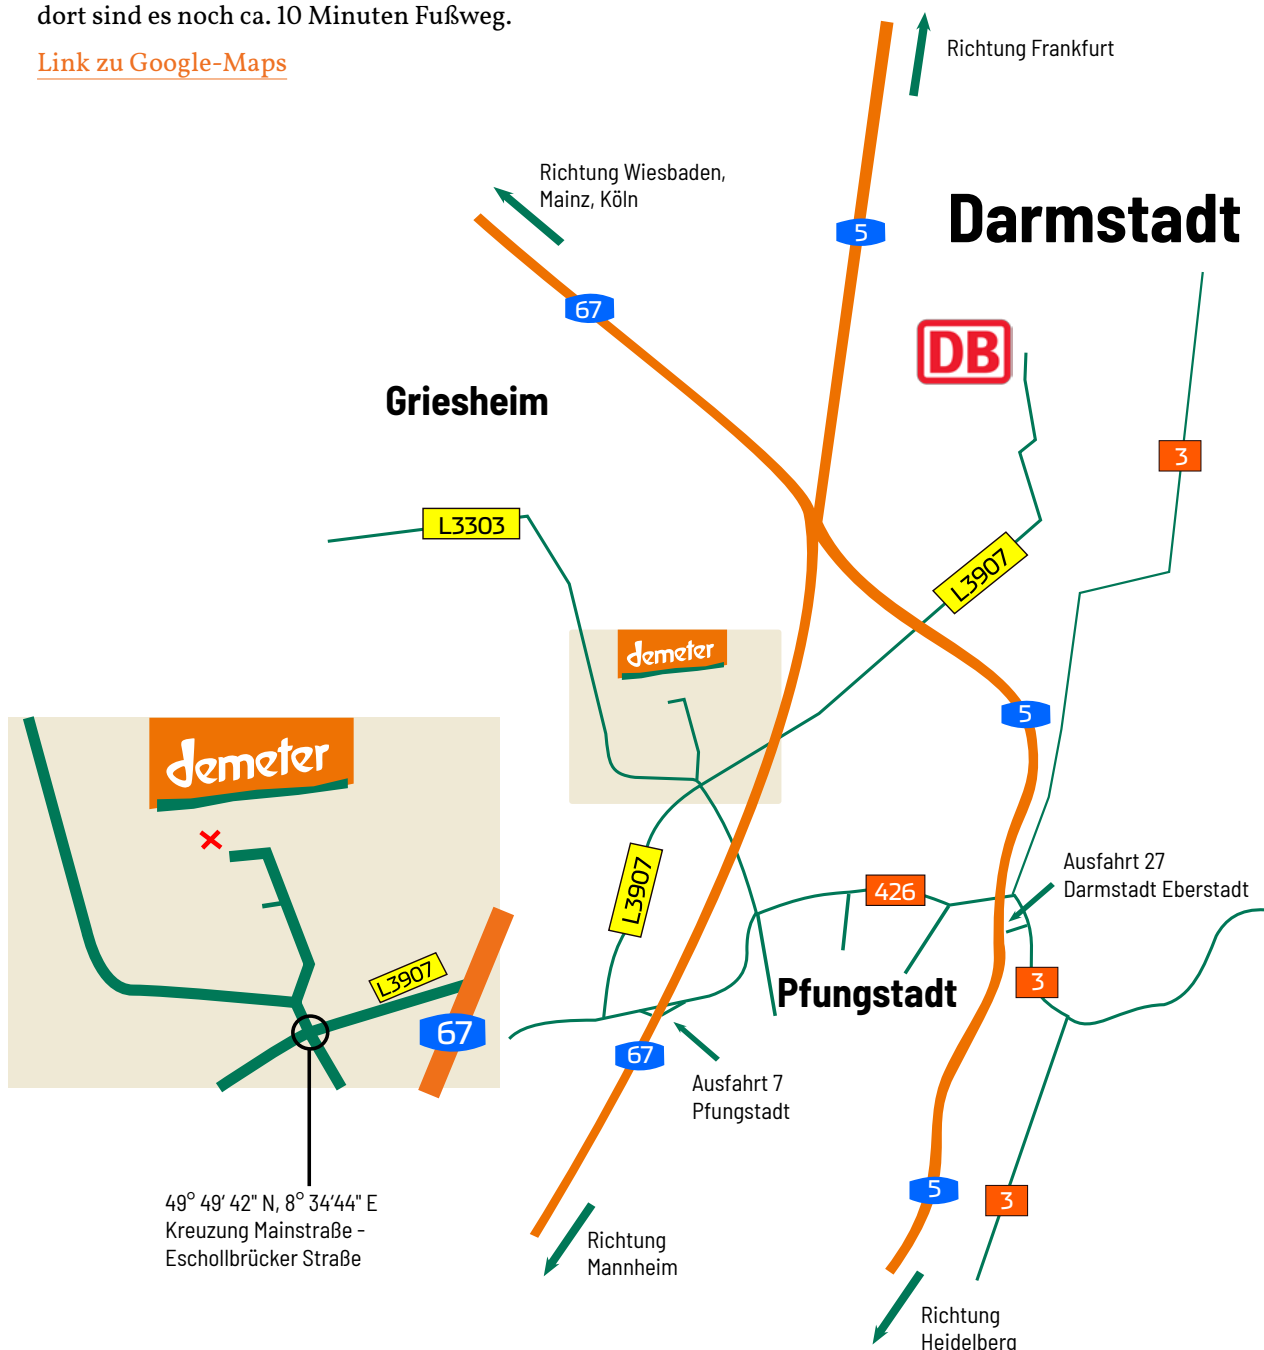 dort sind es noch ca. 10 Minuten Fußweg.
Link zu Google-Maps
Richtung Frankfurt
Richtung Wiesbaden,
Mainz, Köln
Darmstadt
5
67
DB
Griesheim
3
L3303
L3907
demeter
5
demeter
L3907
426
Ausfahrt 27
Darmstadt Eberstadt
L3907
67
Pfungstadt
3
67
Ausfahrt 7
Pfungstadt
49° 49‘ 42" N, 8° 34‘44" E
Kreuzung Mainstraße -
Eschollbrücker Straße
5
3
Richtung
Mannheim
Richtung
Heidelberg